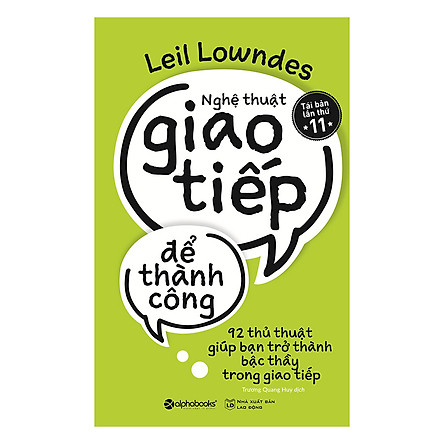 Leil Lowndes
Nghệ thuật
giao
tiếp
Tái bản
lần thứ
11
để
thành
công
92 thủ thuật
giúp bạn trở thành
bậc thầy
trong giao tiếp
Trương Quang Huy dịch
alphabooks
NHÀ XUẤT BẢN
LAO ĐỘNG